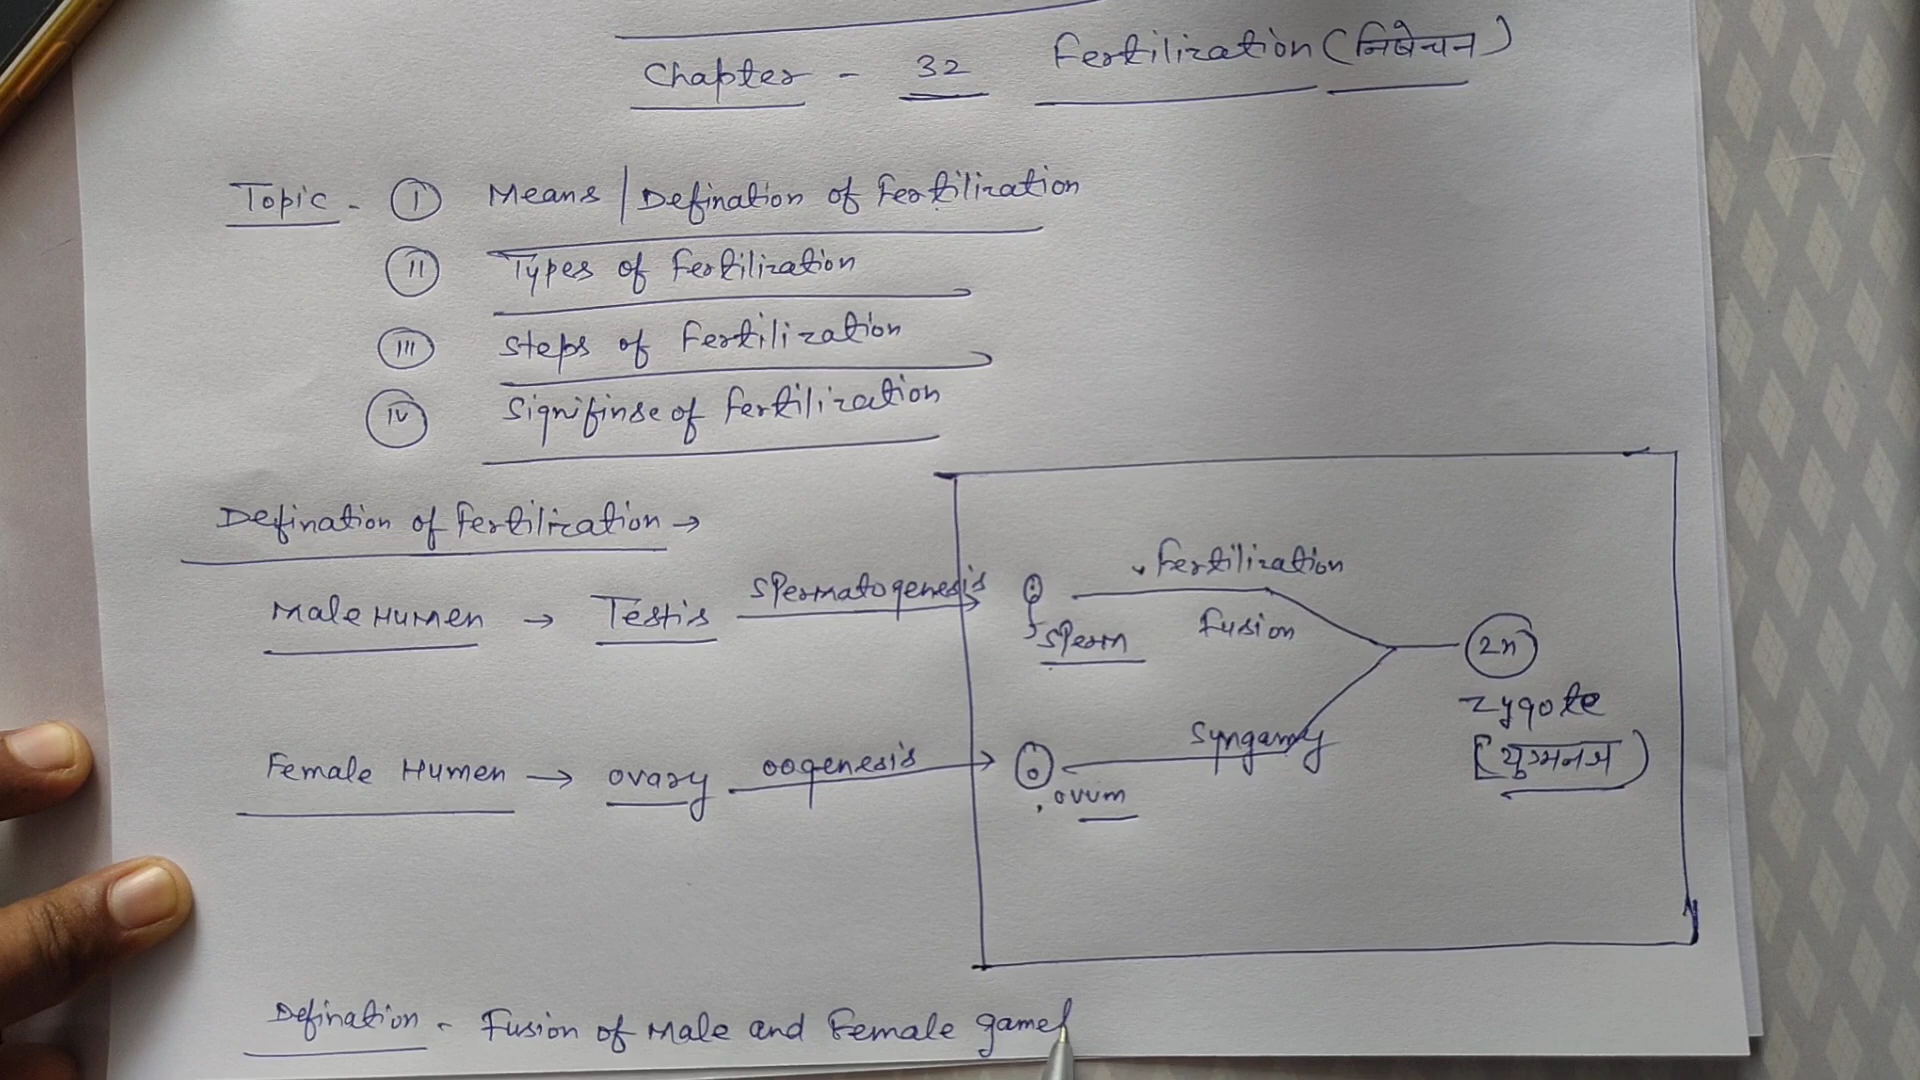 Chapter - 32 Fertilization (निषेचन)
Topic - (I) Means / Defination of Fertilization
(II) Types of Fertilization
(III) Steps of Fertilization
(IV) Signifinse of Fertilization
Defination of Fertilization →
Male Humen → Testis Spermatogenesis
Sperm
Fertilization
Fusion
2n
Zygote
(युग्मनज)
Female Humen → ovary oogenesis
ovum
Syngamy
Defination - Fusion of Male and Female gamet